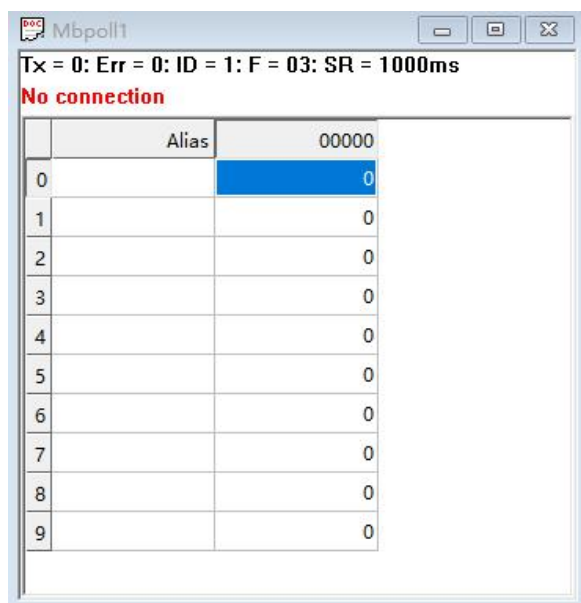 Mbpoll1
Tx = 0: Err = 0: ID = 1: F = 03: SR = 1000ms
No connection
Alias 00000
0 0
1 0
2 0
3 0
4 0
5 0
6 0
7 0
8 0
9 0